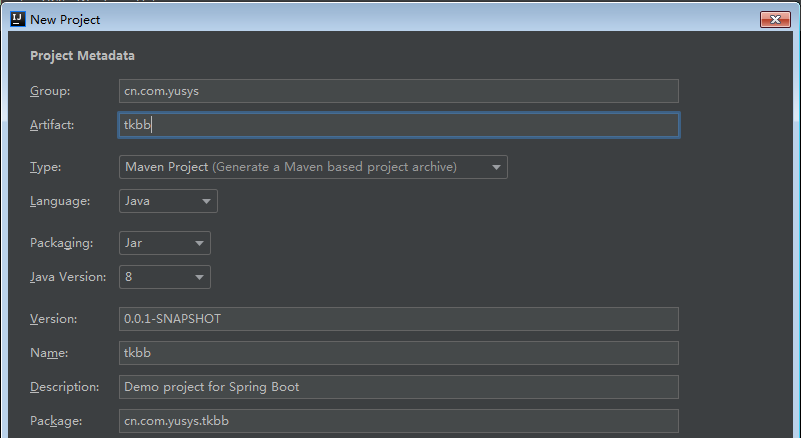 IJ New Project
Project Metadata
Group: cn.com.yusys
Artifact: tkbb
Type: Maven Project (Generate a Maven based project archive)
Language: Java
Packaging: Jar
Java Version: 8
Version: 0.0.1-SNAPSHOT
Name: tkbb
Description: Demo project for Spring Boot
Package: cn.com.yusys.tkbb